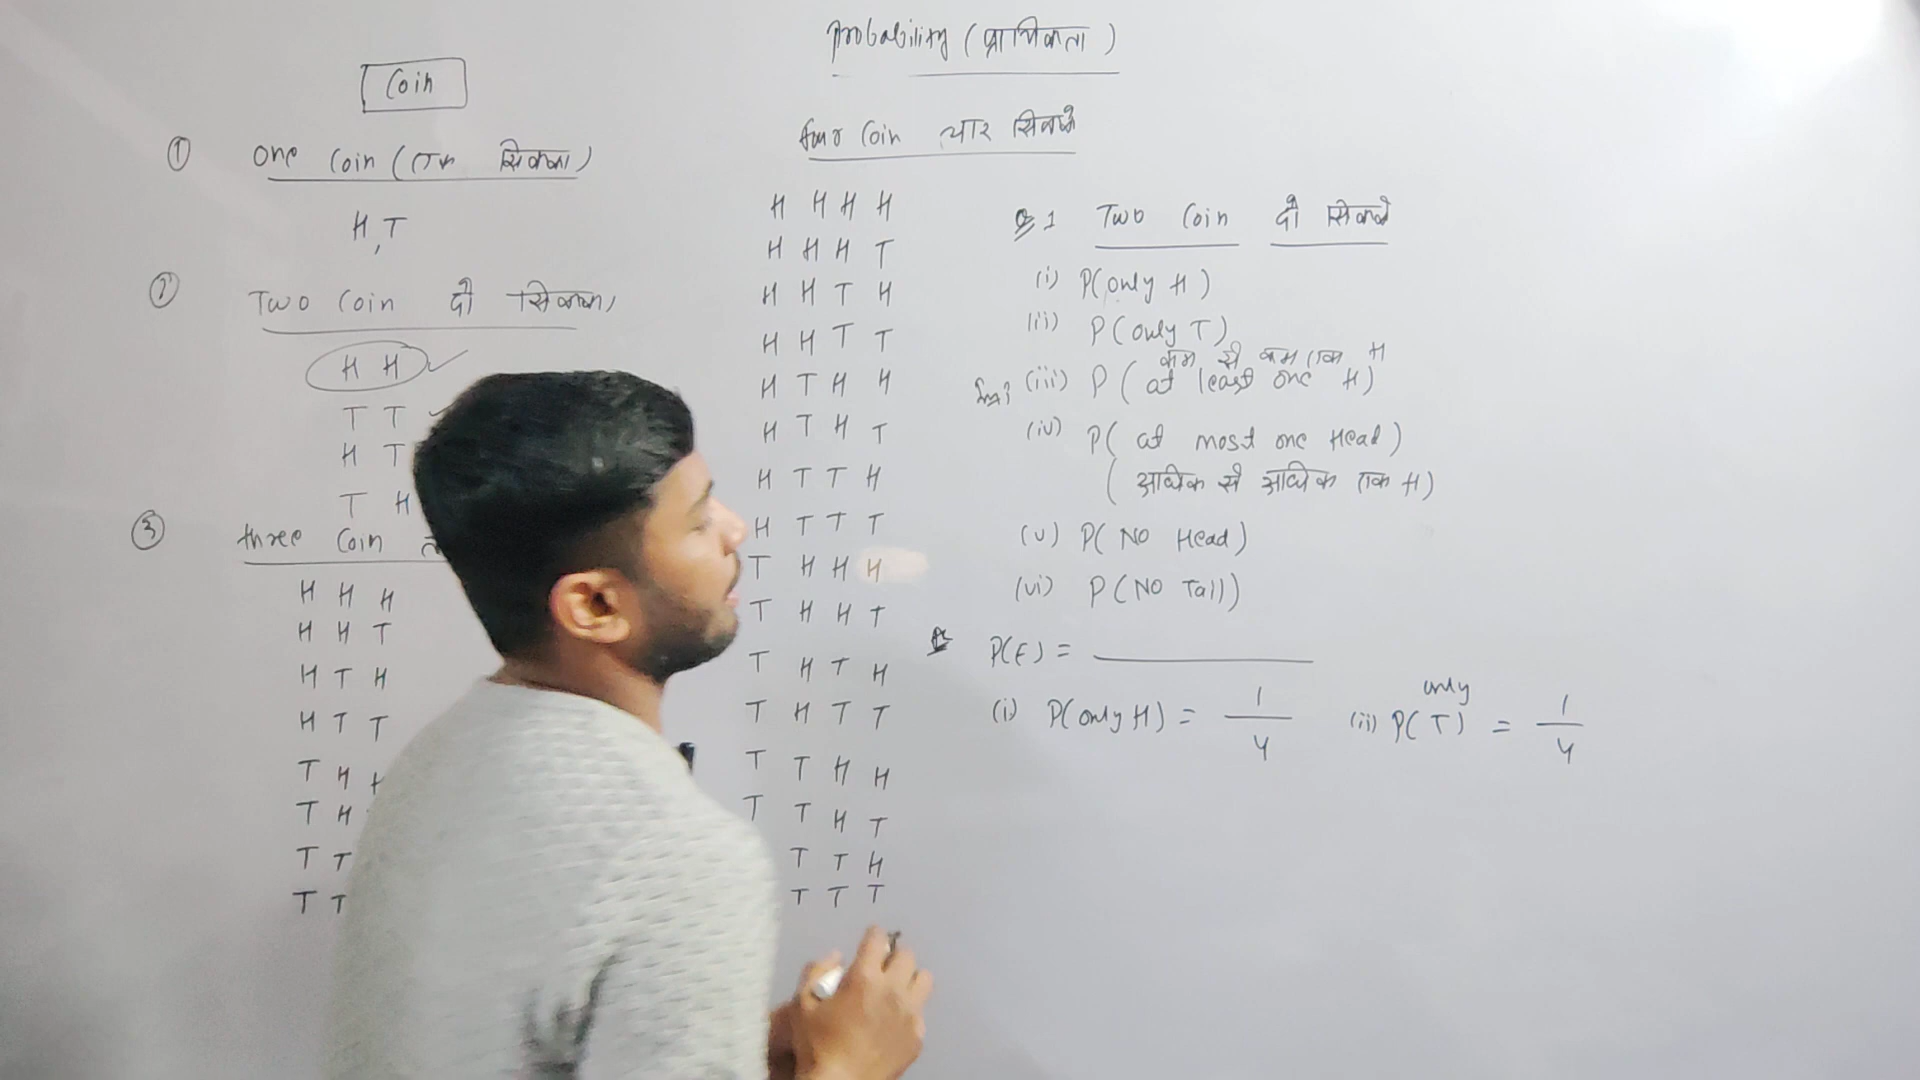 Probability (प्रायिकता)
Coin
① one Coin (एक सिक्का)
H, T
② Two Coin दो सिक्का
H H
T T
H T
T H
③ three Coin
H H H
H H T
H T H
H T T
T H H
T H
T T
T T
four Coin चार सिक्के
H H H H
H H H T
H H T H
H H T T
H T H H
H T H T
H T T H
H T T T
T H H H
T H H T
T H T H
T H T T
T T H H
T T H T
T T H
T T T
Q.1 Two Coin दो सिक्के
(i) P(only H)
(ii) P(only T)
कम से कम एक H
(iii) P( at least one H)
(iv) P( at most one Head)
( अधिक से अधिक एक H)
(v) P( NO Head)
(vi) P(NO Tail)
P(E) =
(i) P(only H) = 1/4 (ii) P(only T) = 1/4